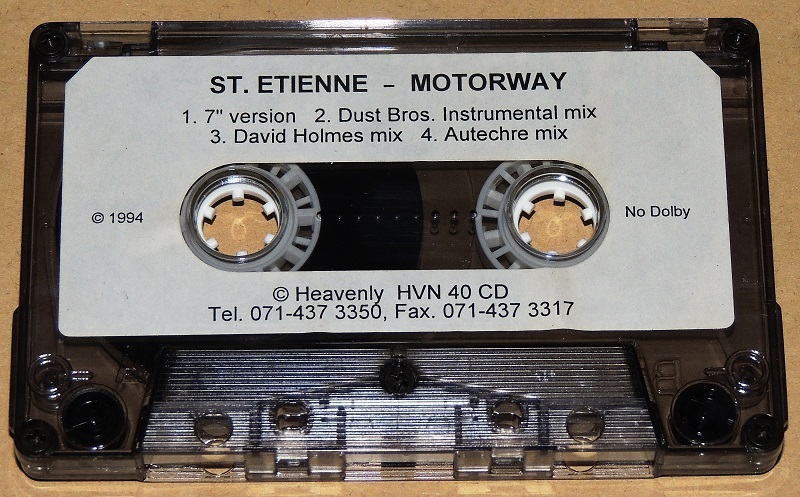 ST. ETIENNE – MOTORWAY
1. 7" version 2. Dust Bros. Instrumental mix
3. David Holmes mix 4. Autechre mix
© 1994
No Dolby
© Heavenly HVN 40 CD
Tel. 071-437 3350, Fax. 071-437 3317